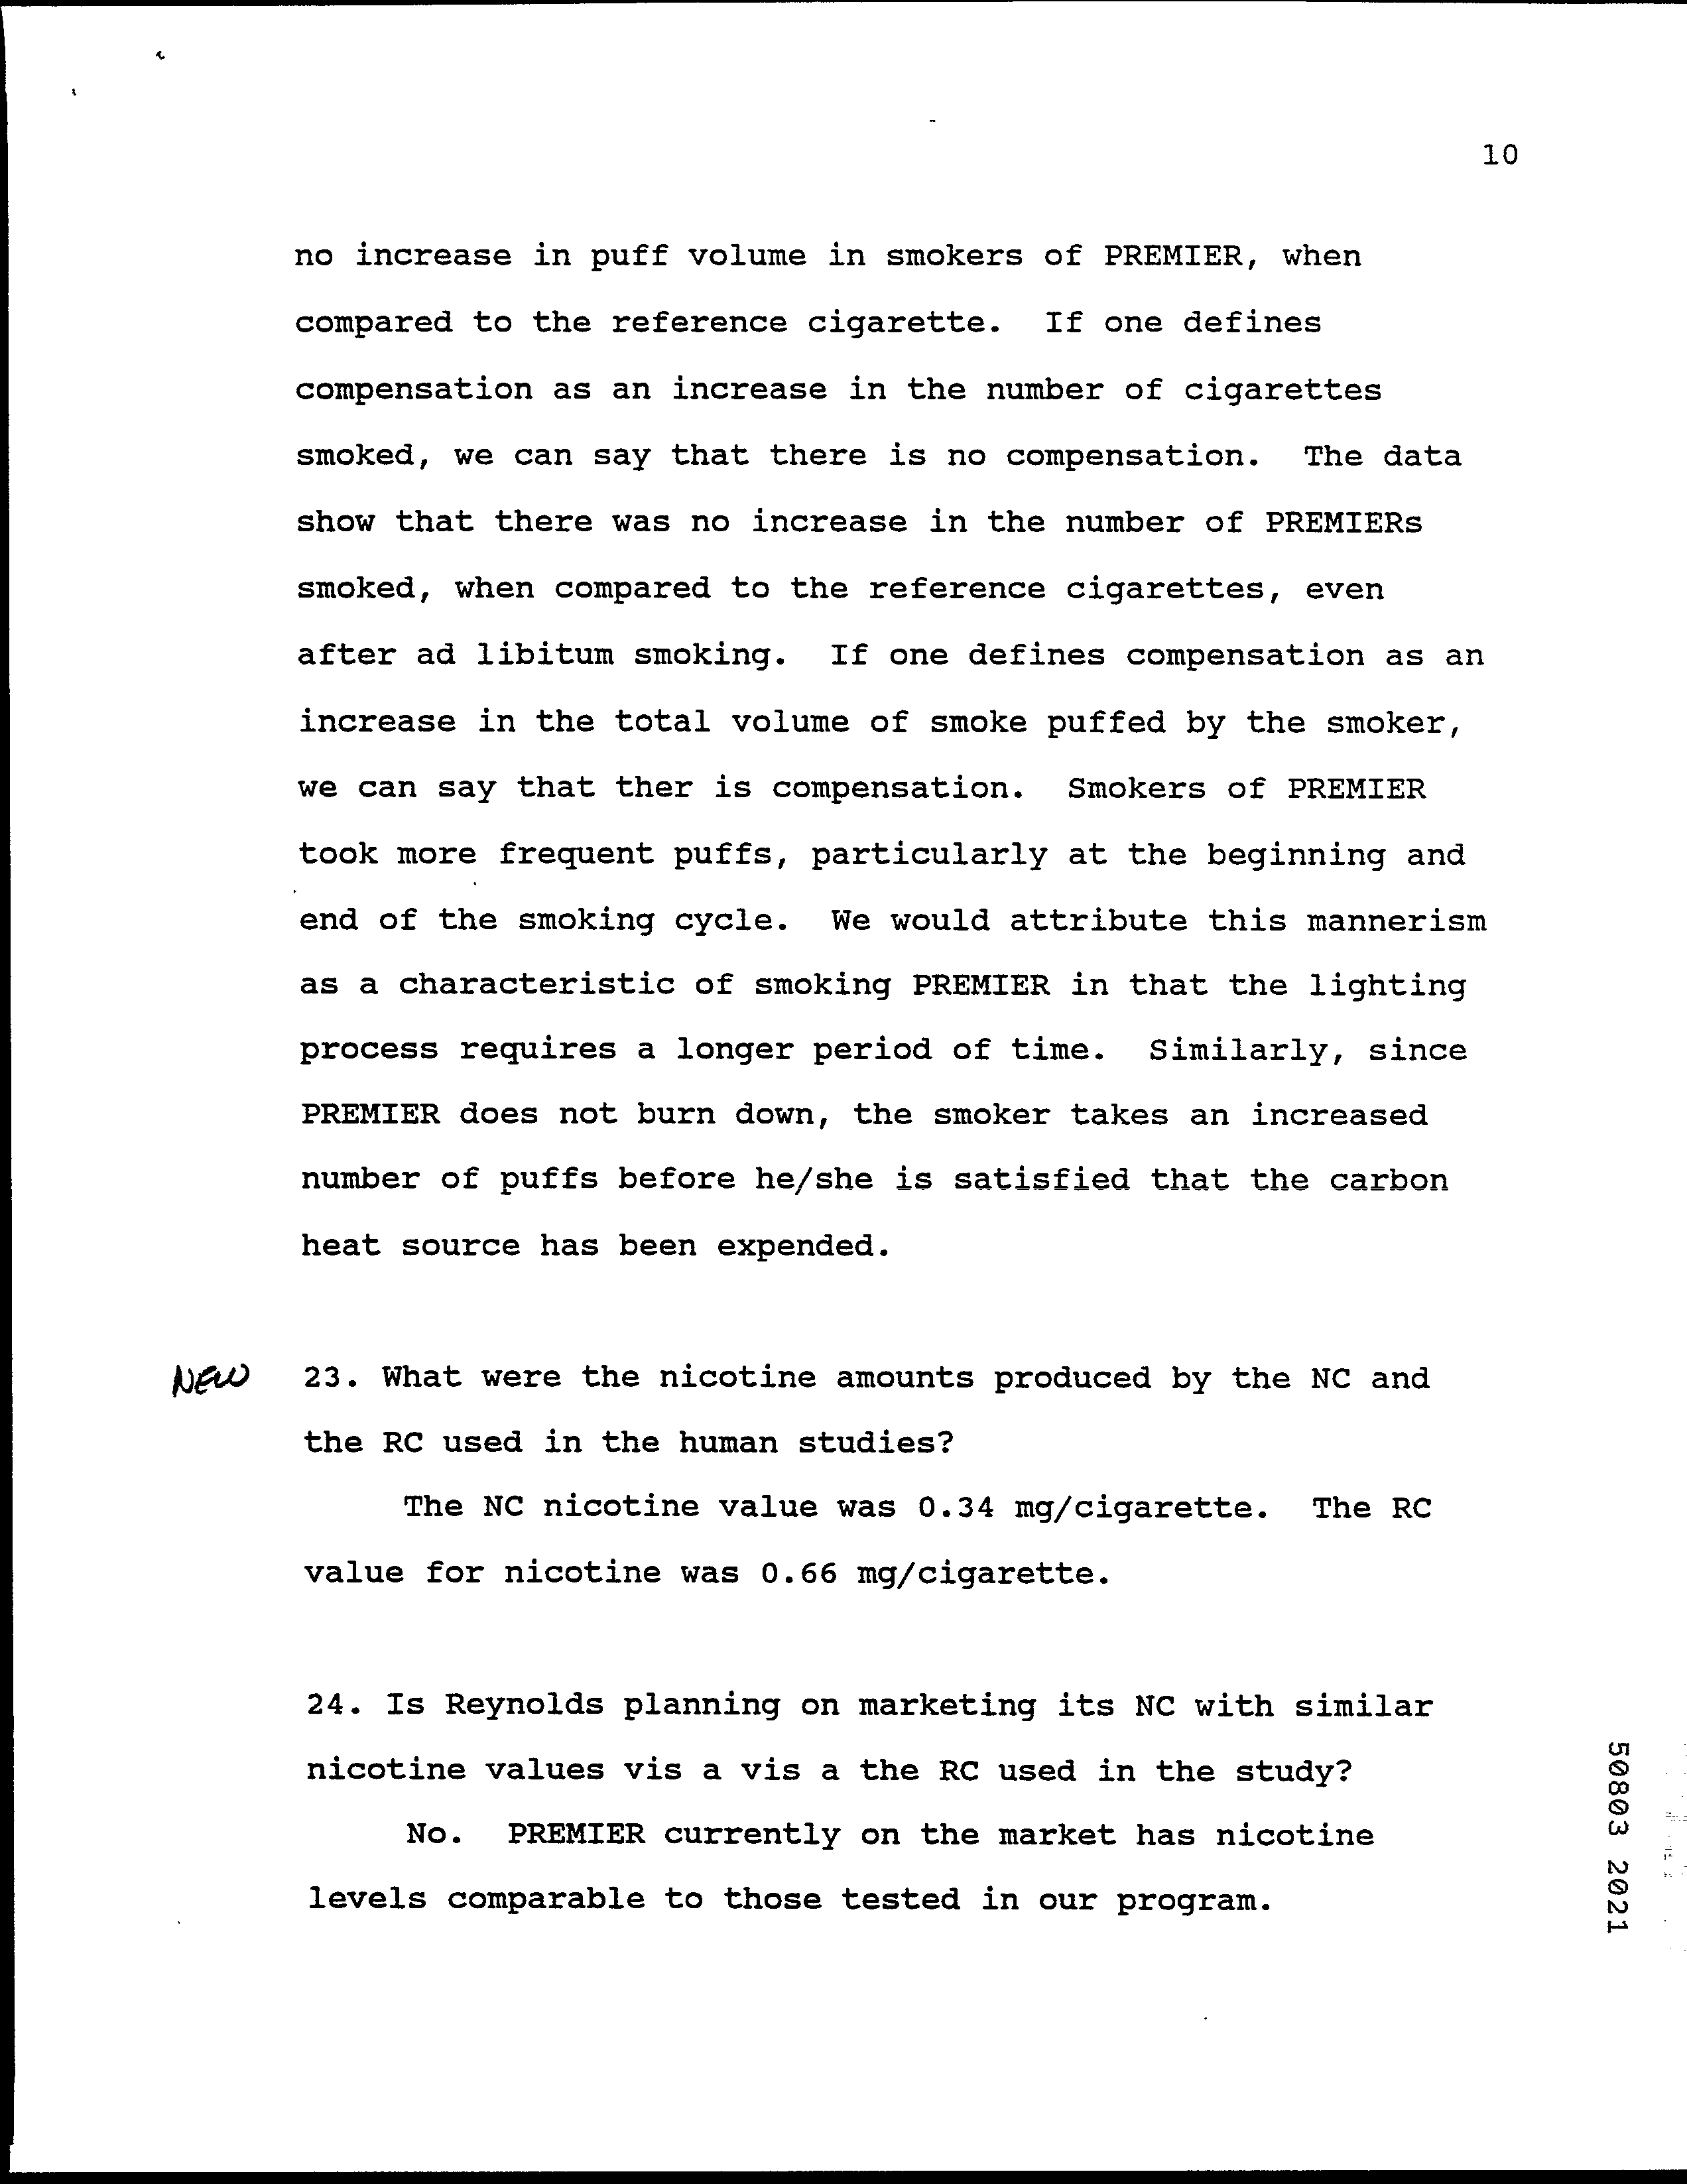 10
no increase in puff volume in smokers of PREMIER, when
compared to the reference cigarette. If one defines
compensation as an increase in the number of cigarettes
smoked, we can say that there is no compensation. The data
show that there was no increase in the number of PREMIERs
smoked, when compared to the reference cigarettes, even
after ad libitum smoking. If one defines compensation as an
increase in the total volume of smoke puffed by the smoker,
we can say that ther is compensation. Smokers of PREMIER
took more frequent puffs, particularly at the beginning and
end of the smoking cycle. We would attribute this mannerism
as a characteristic of smoking PREMIER in that the lighting
process requires a longer period of time. Similarly, since
PREMIER does not burn down, the smoker takes an increased
number of puffs before he/she is satisfied that the carbon
heat source has been expended.
NEW 23. What were the nicotine amounts produced by the NC and
the RC used in the human studies?
The NC nicotine value was 0.34 mg/cigarette. The RC
value for nicotine was 0.66 mg/cigarette.
24. Is Reynolds planning on marketing its NC with similar
nicotine values vis a vis a the RC used in the study?
No. PREMIER currently on the market has nicotine
levels comparable to those tested in our program.
50803 2021